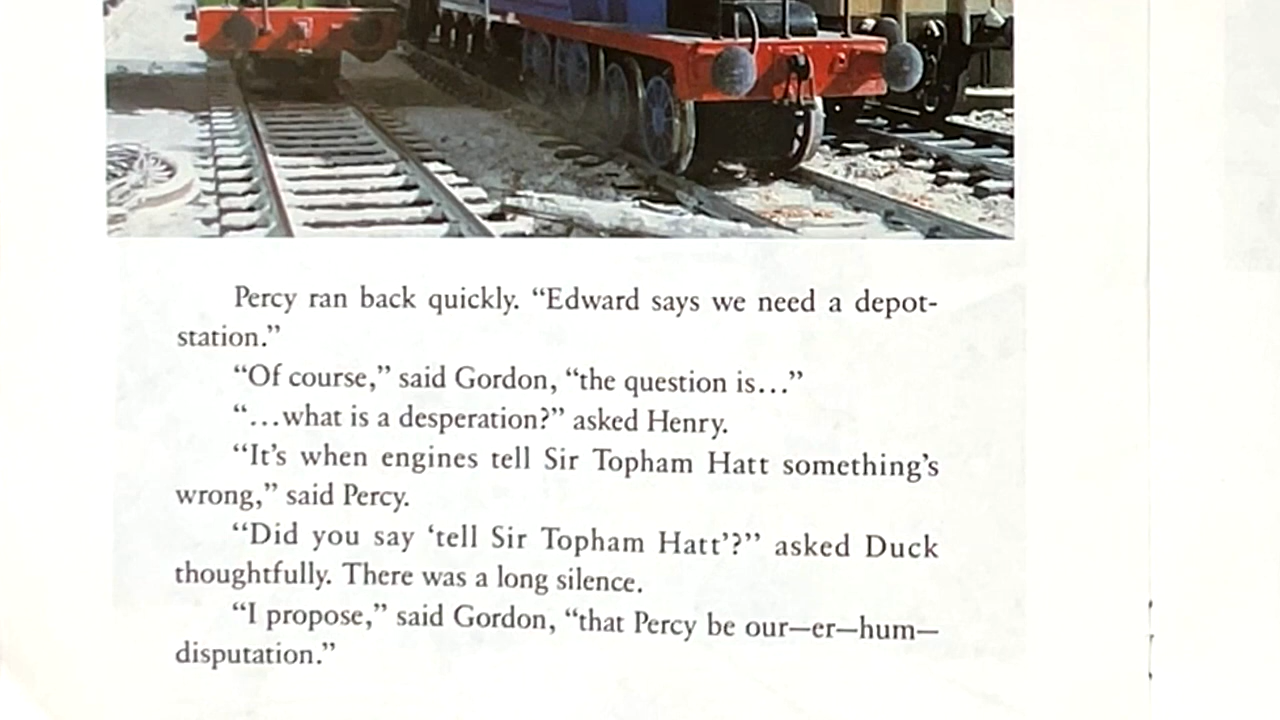 Percy ran back quickly. “Edward says we need a depot-
station.”
“Of course,” said Gordon, “the question is...”
“...what is a desperation?” asked Henry.
“It’s when engines tell Sir Topham Hatt something’s
wrong,” said Percy.
“Did you say ‘tell Sir Topham Hatt’?” asked Duck
thoughtfully. There was a long silence.
“I propose,” said Gordon, “that Percy be our—er—hum—
disputation.”